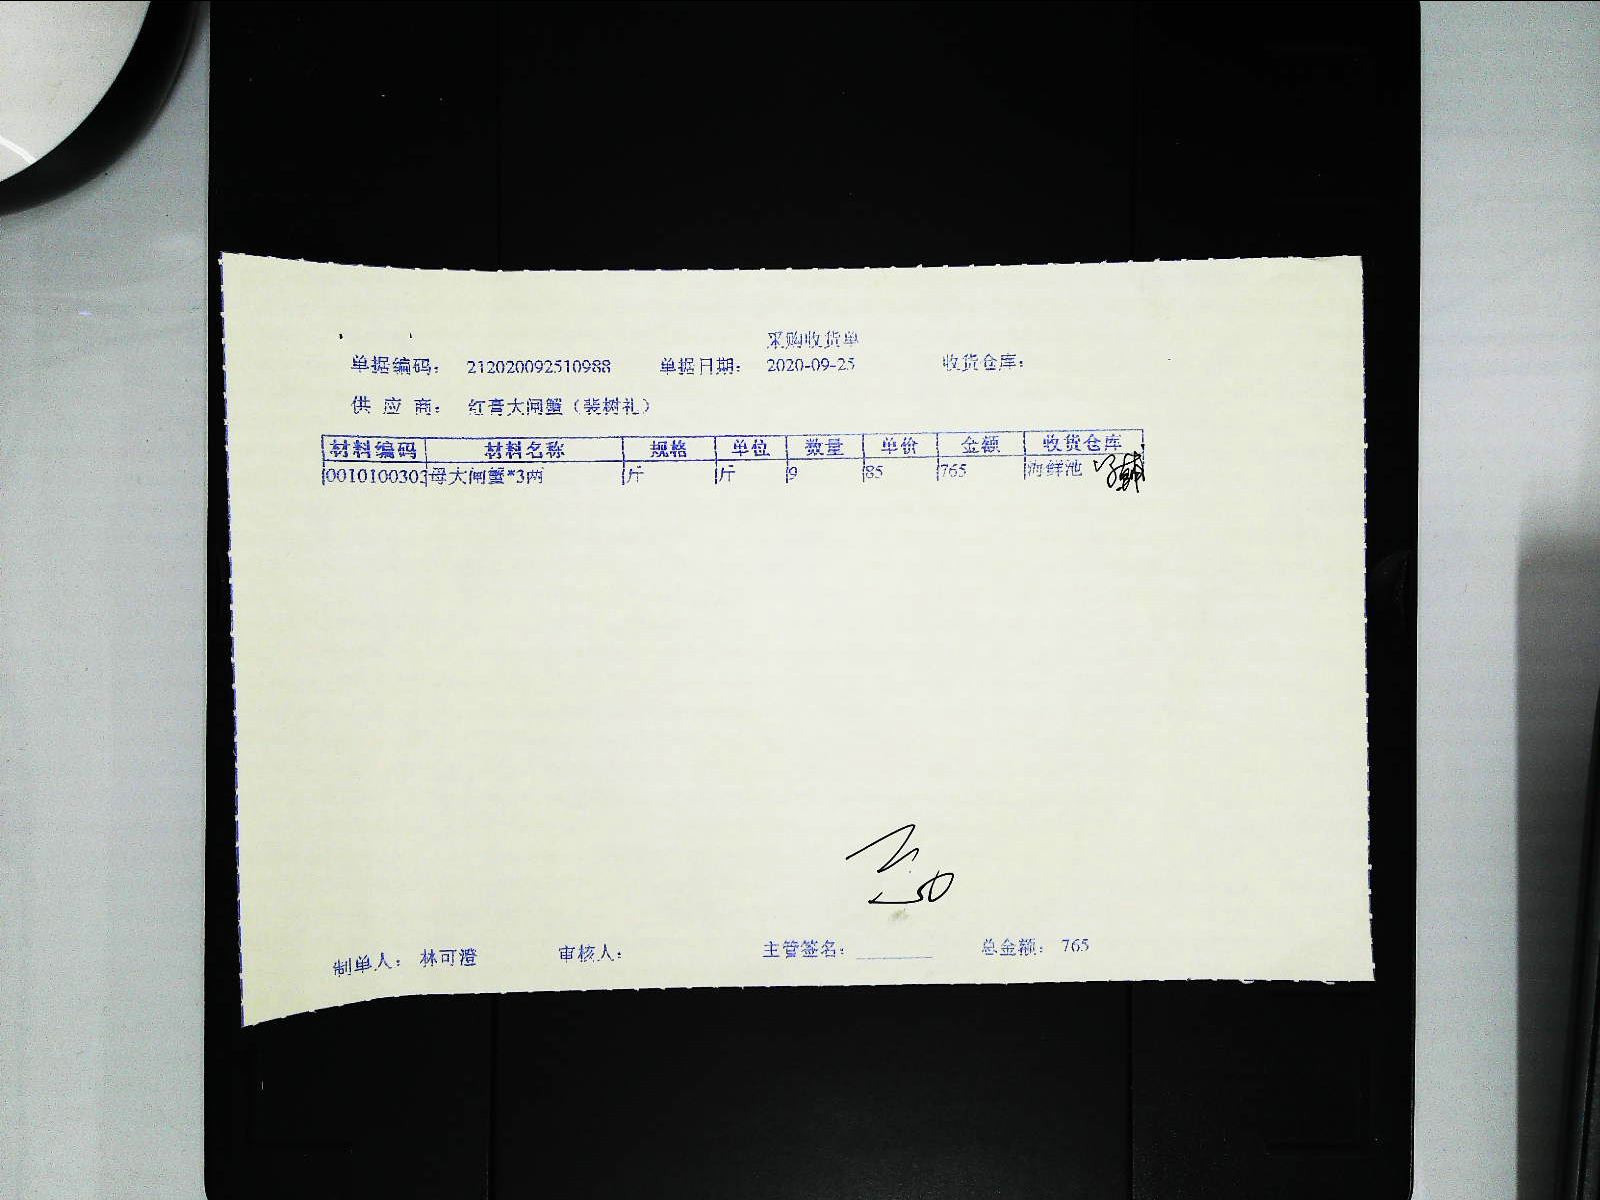 采购收货单
单据编码： 212020092510988 单据日期： 2020-09-25 收货仓库：
供 应 商： 红膏大闸蟹（裴树礼）
材料编码 材料名称 规格 单位 数量 单价 金额 收货仓库
0010100303 母大闸蟹*3两 斤 斤 9 85 765 海鲜池
制单人： 林可澄 审核人： 主管签名： 总金额： 765